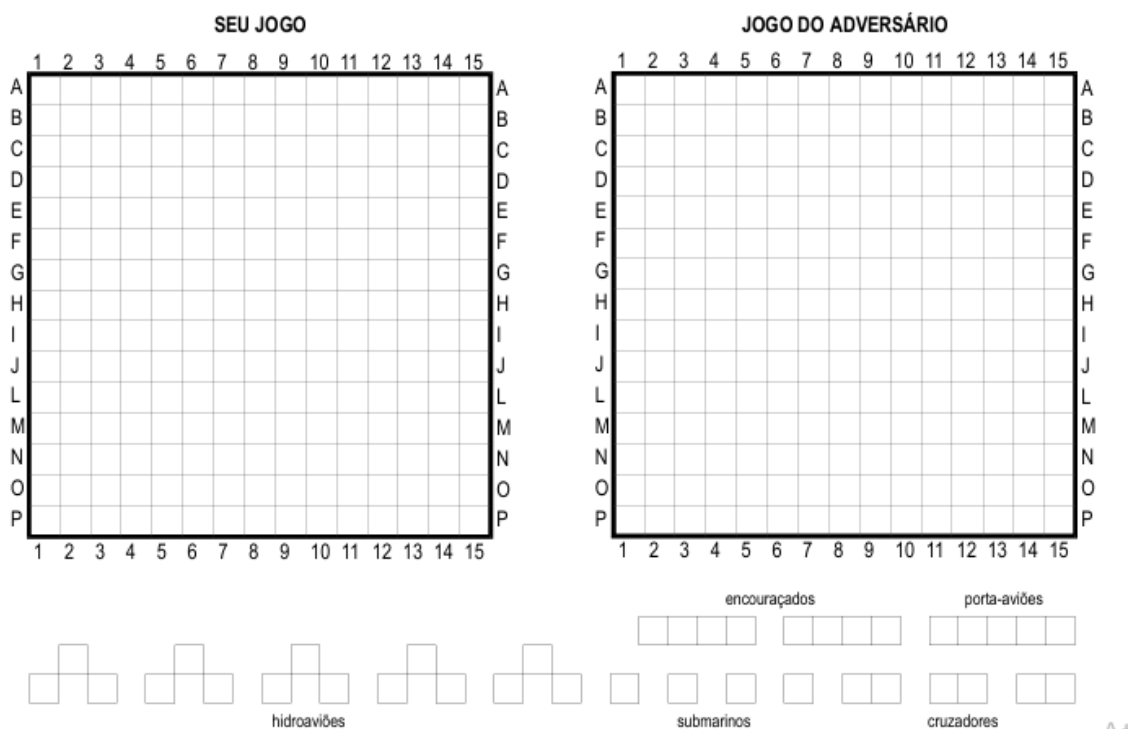 SEU JOGO JOGO DO ADVERSÁRIO
1 2 3 4 5 6 7 8 9 10 11 12 13 14 15 1 2 3 4 5 6 7 8 9 10 11 12 13 14 15
A A A A
B B B B
C C C C
D D D D
E E E E
F F F F
G G G G
H H H H
I I I I
J J J J
L L L L
M M M M
N N N N
O O O O
P P P P
1 2 3 4 5 6 7 8 9 10 11 12 13 14 15 1 2 3 4 5 6 7 8 9 10 11 12 13 14 15
encouraçados porta-aviões
hidroaviões submarinos cruzadores